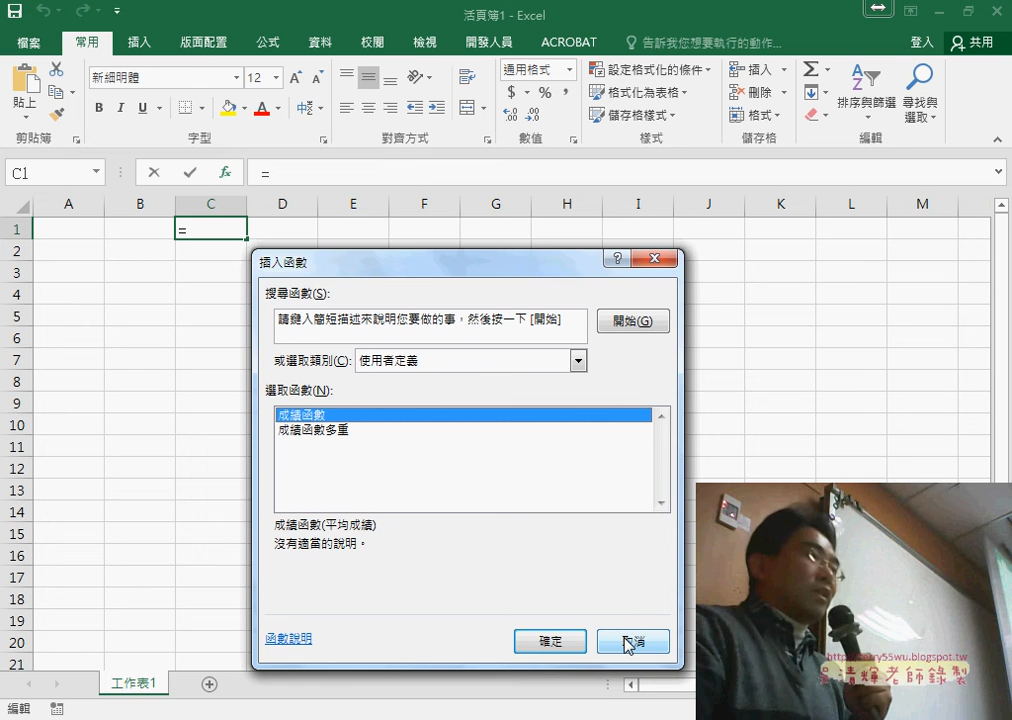 活頁簿1 - Excel
檔案 常用 插入 版面配置 公式 資料 校閱 檢視 開發人員 ACROBAT 告訴我您想要執行的動作... 登入 共用
貼上 新細明體 12 通用格式 設定格式化的條件 插入
B I U 中 $ % 格式化為表格 刪除 排序與篩選 尋找與
儲存格樣式 格式 選取
剪貼簿 字型 對齊方式 數值 樣式 儲存格 編輯
C1 fx =
A B C D E F G H I J K L M
1 =
2
3
4
5
6
7
8
9
10
11
12
13
14
15
16
17
18
19
20
21
插入函數
搜尋函數(S):
請鍵入簡短描述來說明您要做的事，然後按一下 [開始]
開始(G)
或選取類別(C): 使用者定義
選取函數(N):
成績函數
成績函數多重
成績函數(平均成績)
沒有適當的說明。
函數說明 確定 取消
工作表1
編輯
吳清輝老師錄製